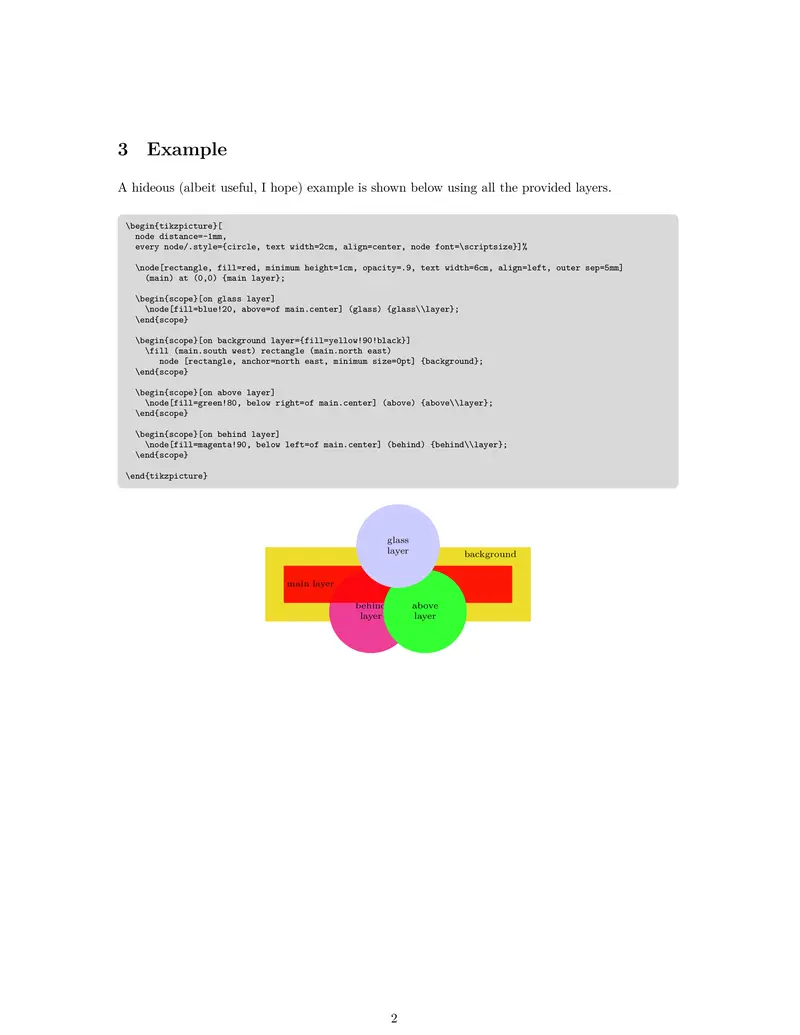 3 Example
A hideous (albeit useful, I hope) example is shown below using all the provided layers.
\begin{tikzpicture}[
  node distance=-1mm,
  every node/.style={circle, text width=2cm, align=center, node font=\scriptsize}]%
  \node[rectangle, fill=red, minimum height=1cm, opacity=.9, text width=6cm, align=left, outer sep=5mm]
    (main) at (0,0) {main layer};
  \begin{scope}[on glass layer]
    \node[fill=blue!20, above=of main.center] (glass) {glass\\layer};
  \end{scope}
  \begin{scope}[on background layer={fill=yellow!90!black}]
    \fill (main.south west) rectangle (main.north east)
       node [rectangle, anchor=north east, minimum size=0pt] {background};
  \end{scope}
  \begin{scope}[on above layer]
    \node[fill=green!80, below right=of main.center] (above) {above\\layer};
  \end{scope}
  \begin{scope}[on behind layer]
    \node[fill=magenta!90, below left=of main.center] (behind) {behind\\layer};
  \end{scope}
\end{tikzpicture}
glass
layer
background
main layer
behind
layer
above
layer
2